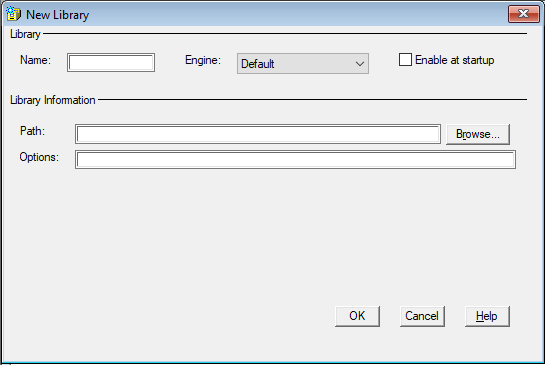 New Library
Library
Name: Engine: Default Enable at startup
Library Information
Path: Browse...
Options:
OK Cancel Help